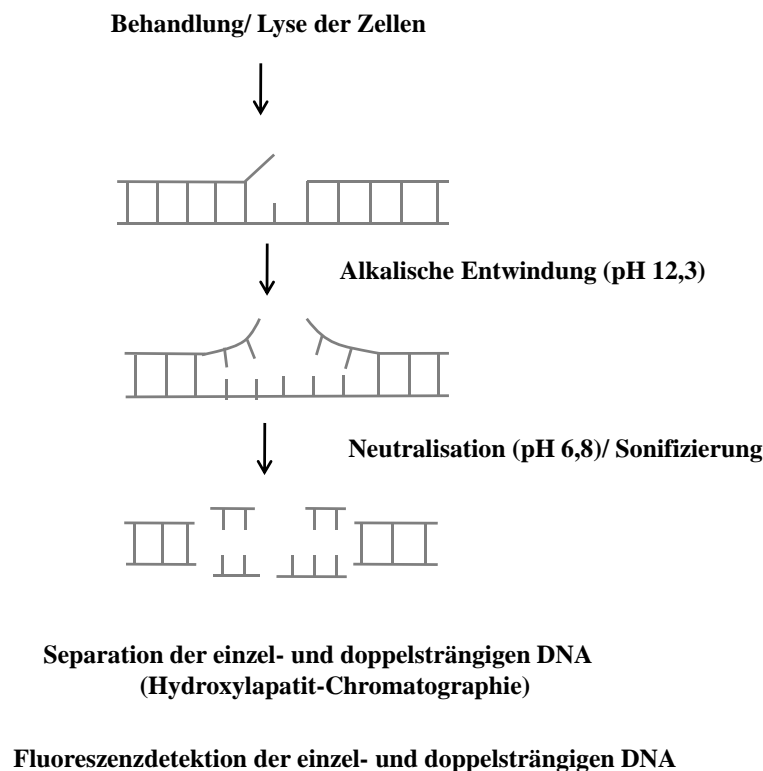 Behandlung/ Lyse der Zellen
Alkalische Entwindung (pH 12,3)
Neutralisation (pH 6,8)/ Sonifizierung
Separation der einzel- und doppelsträngigen DNA
(Hydroxylapatit-Chromatographie)
Fluoreszenzdetektion der einzel- und doppelsträngigen DNA